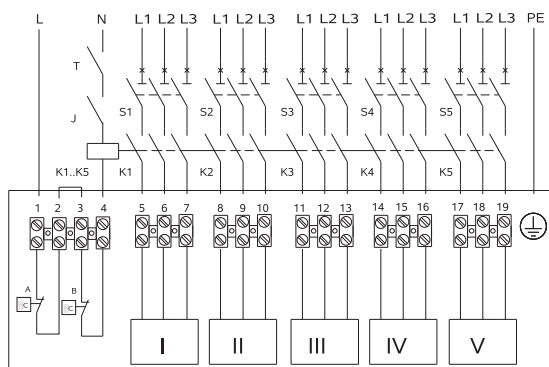 L N L1 L2 L3 L1 L2 L3 L1 L2 L3 L1 L2 L3 L1 L2 L3 PE
T
S1 S2 S3 S4 S5
J
K1..K5 K1 K2 K3 K4 K5
1 2 3 4 5 6 7 8 9 10 11 12 13 14 15 16 17 18 19
A B
C C
I II III IV V